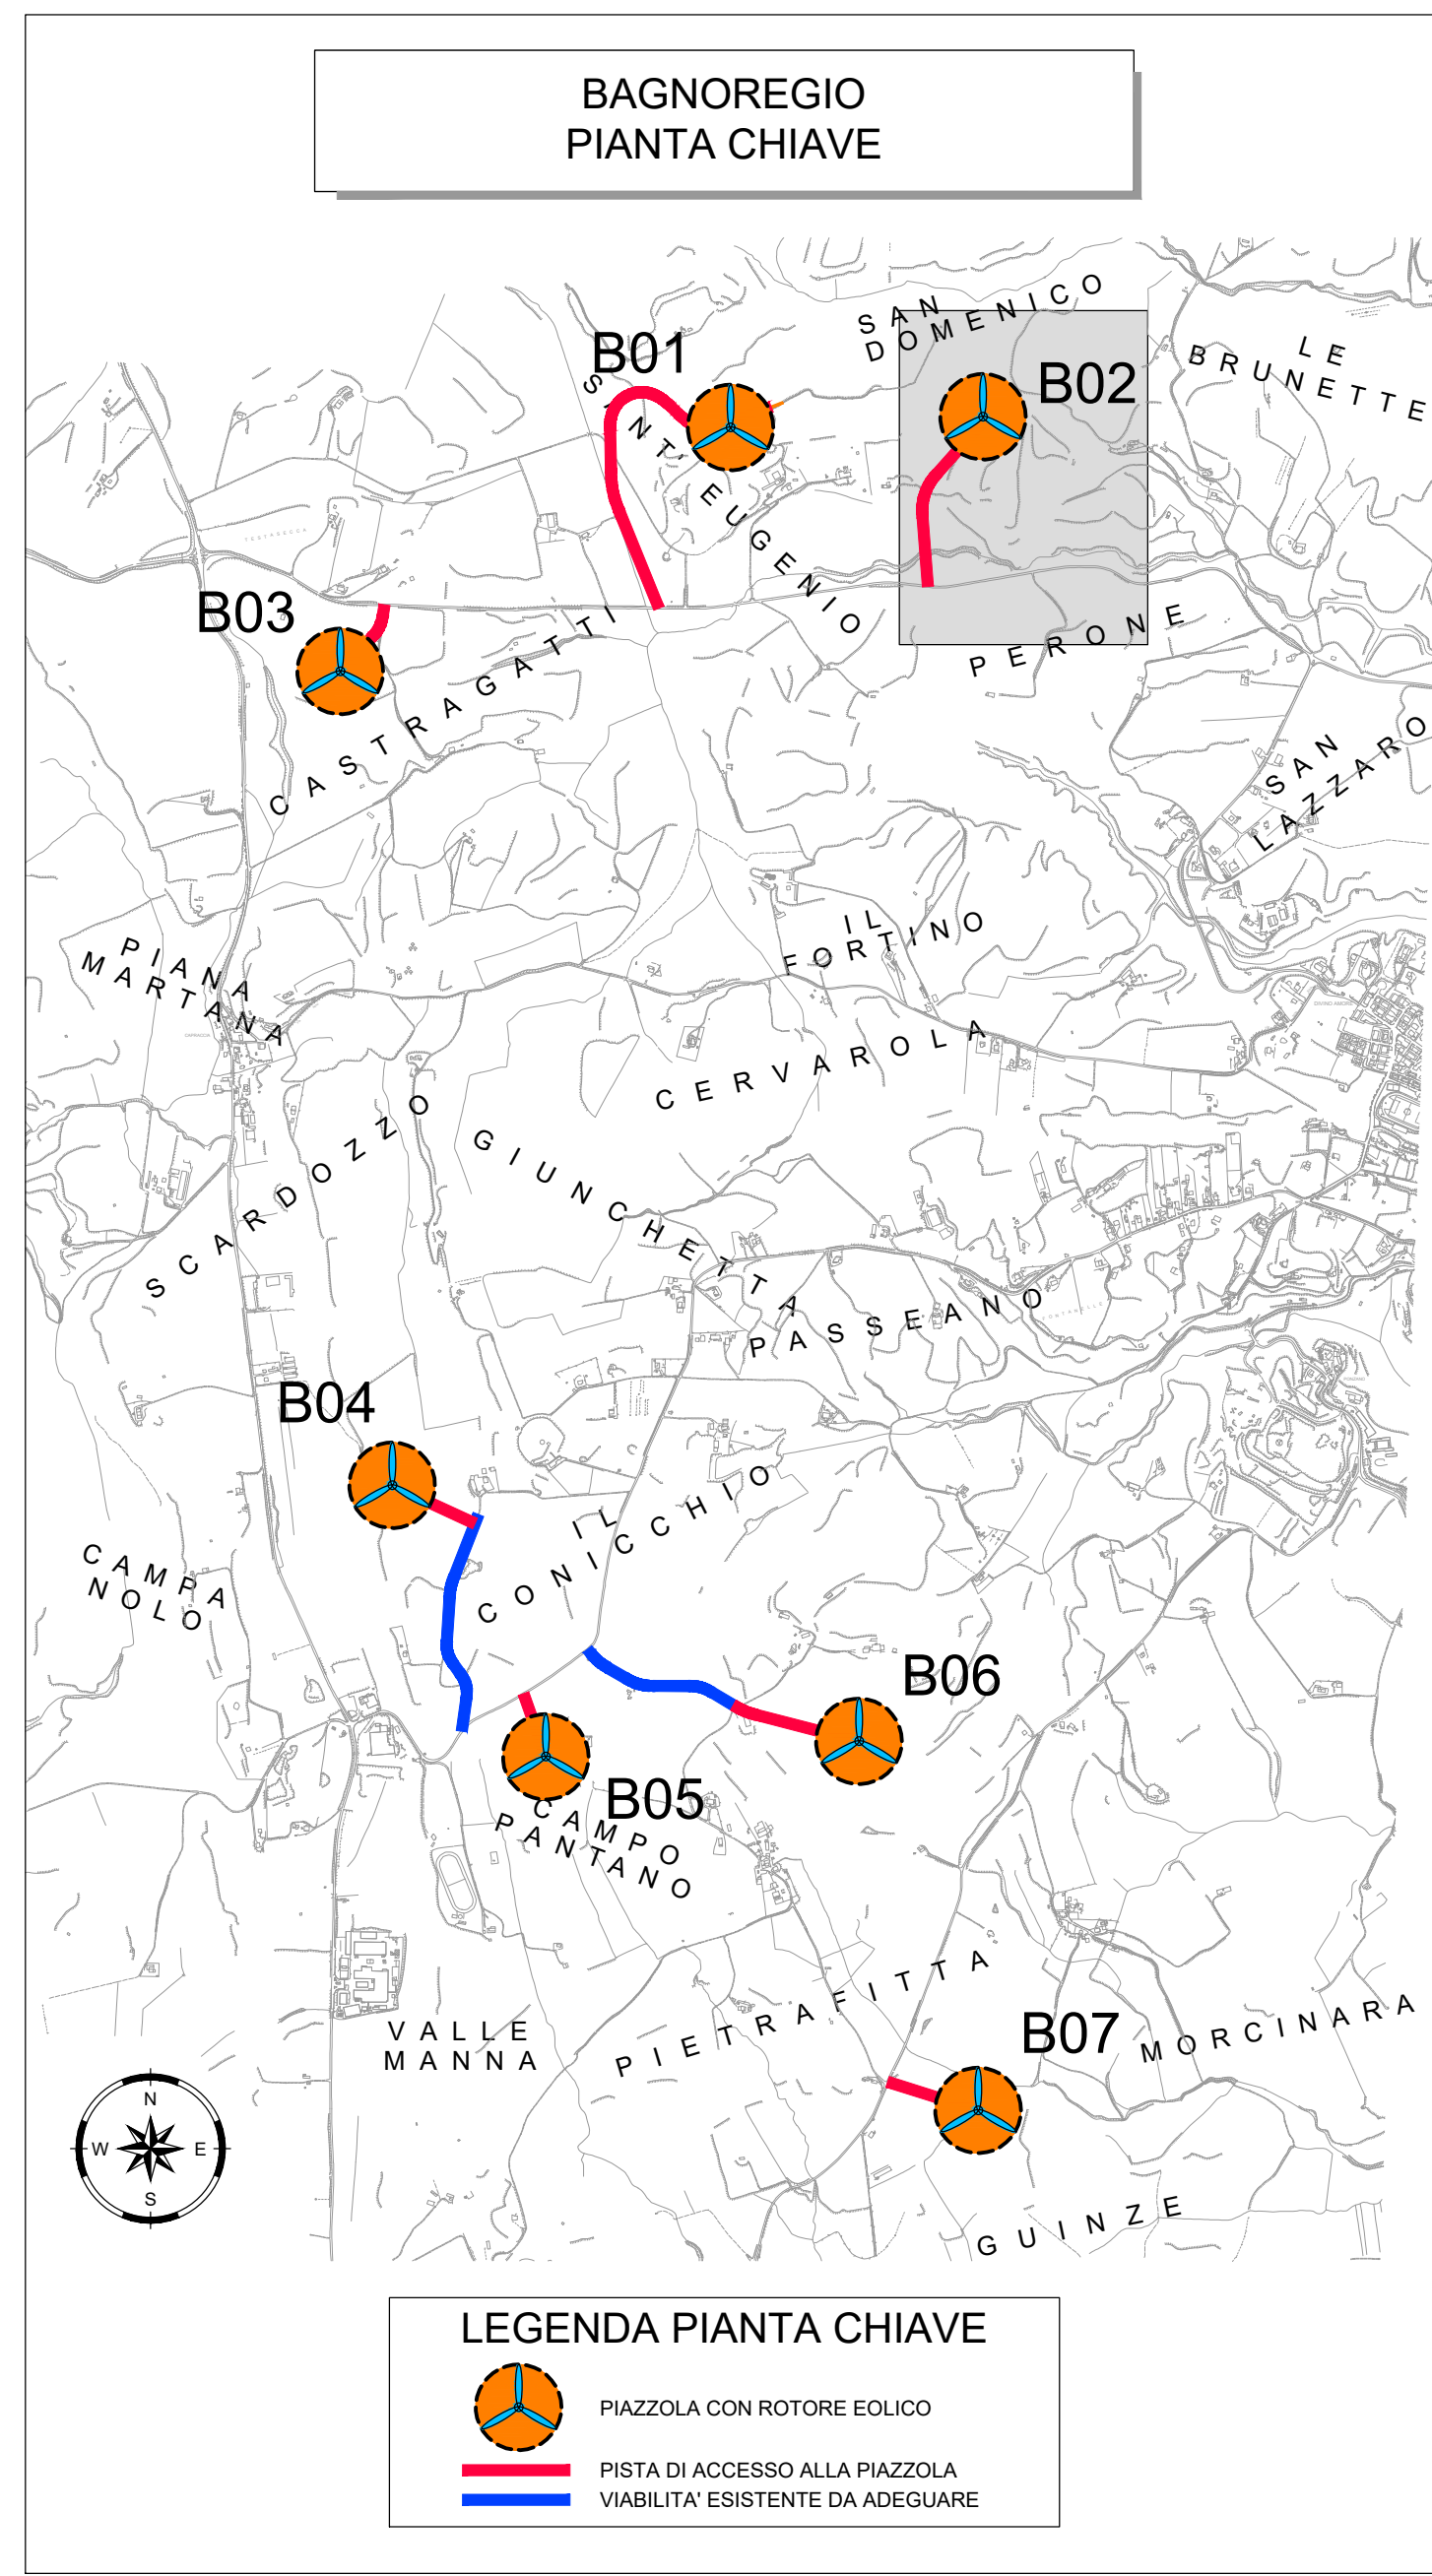 BAGNOREGIO
PIANTA CHIAVE
SAN
DOMENICO
LE
BRUNETTE
B01
B02
SANT' EUGENIO
TESTASECCA
B03
PERONE
CASTRAGATTI
SAN
LAZZARO
IL
FORTINO
PIANA
MARTANA
CERVAROLA
SCARDOZZO
GIUNCHETTA
PASSEANO
B04
IL
CONICCHIO
CAMPA
NOLO
B06
B05
CAMPO
PANTANO
PIETRAFITTA
VALLE
MANNA
B07
MORCINARA
N
W E
S
GUINZE
LEGENDA PIANTA CHIAVE
PIAZZOLA CON ROTORE EOLICO
PISTA DI ACCESSO ALLA PIAZZOLA
VIABILITA' ESISTENTE DA ADEGUARE